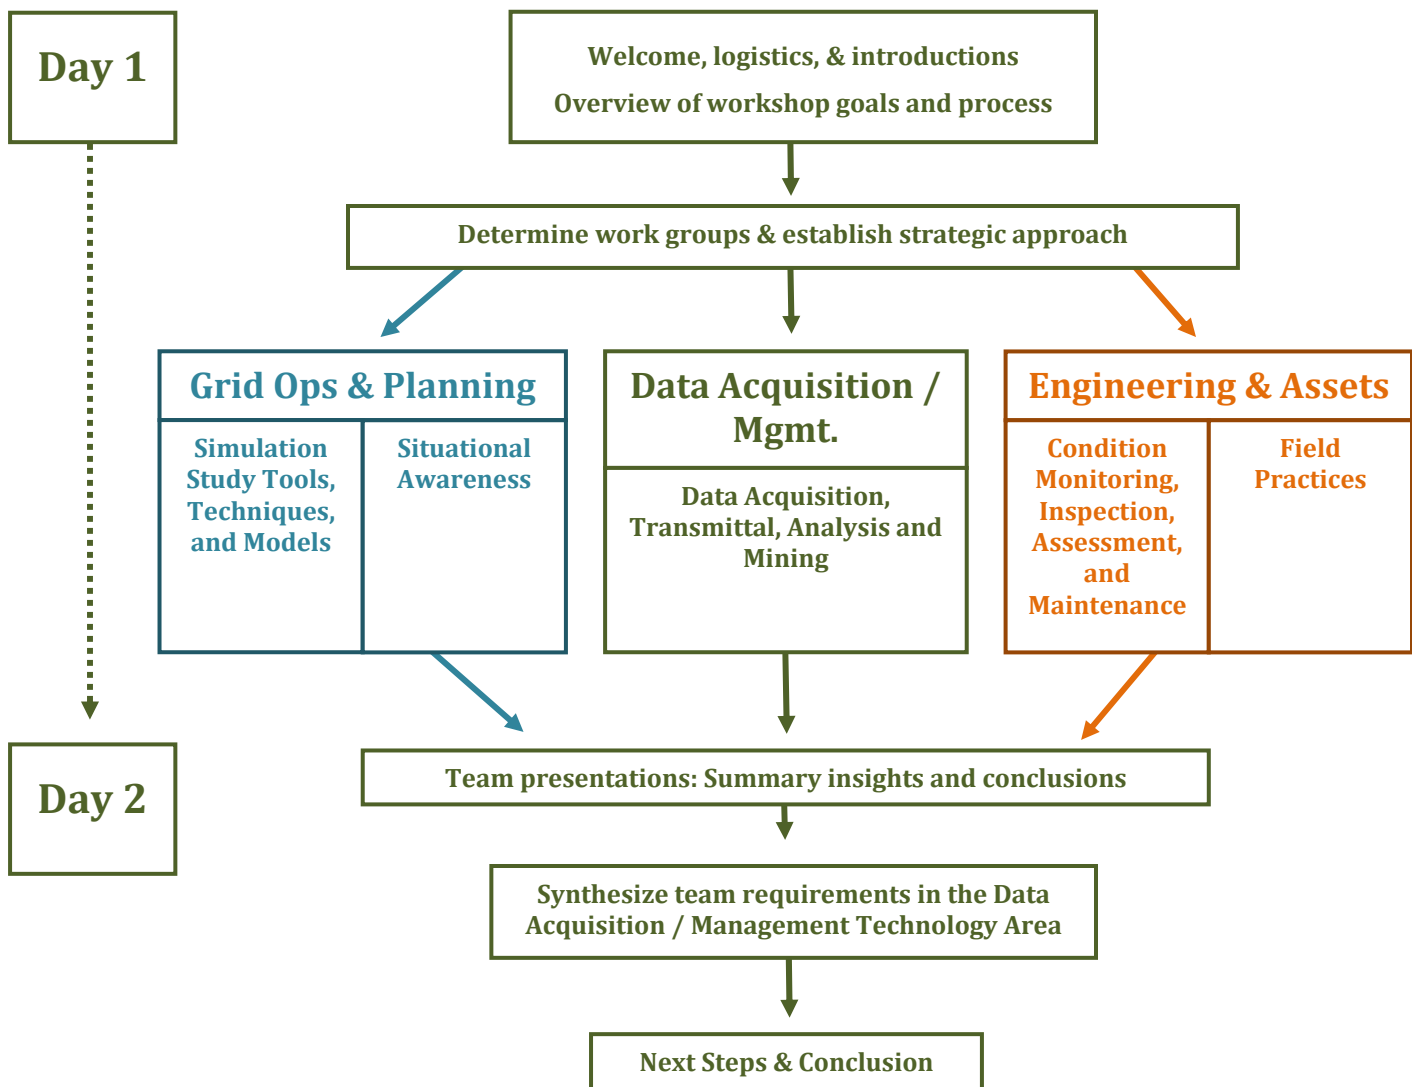 Day 1
Welcome, logistics, & introductions
Overview of workshop goals and process
Determine work groups & establish strategic approach
Grid Ops & Planning
Simulation
Study Tools,
Techniques,
and Models
Situational
Awareness
Data Acquisition /
Mgmt.
Data Acquisition,
Transmittal, Analysis and
Mining
Engineering & Assets
Condition
Monitoring,
Inspection,
Assessment,
and
Maintenance
Field
Practices
Day 2
Team presentations: Summary insights and conclusions
Synthesize team requirements in the Data
Acquisition / Management Technology Area
Next Steps & Conclusion